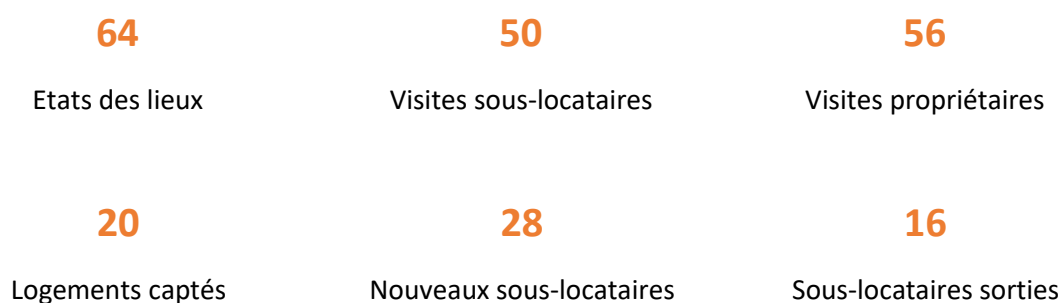 64
50
56
Etats des lieux
Visites sous-locataires
Visites propriétaires
20
28
16
Logements captés
Nouveaux sous-locataires
Sous-locataires sorties